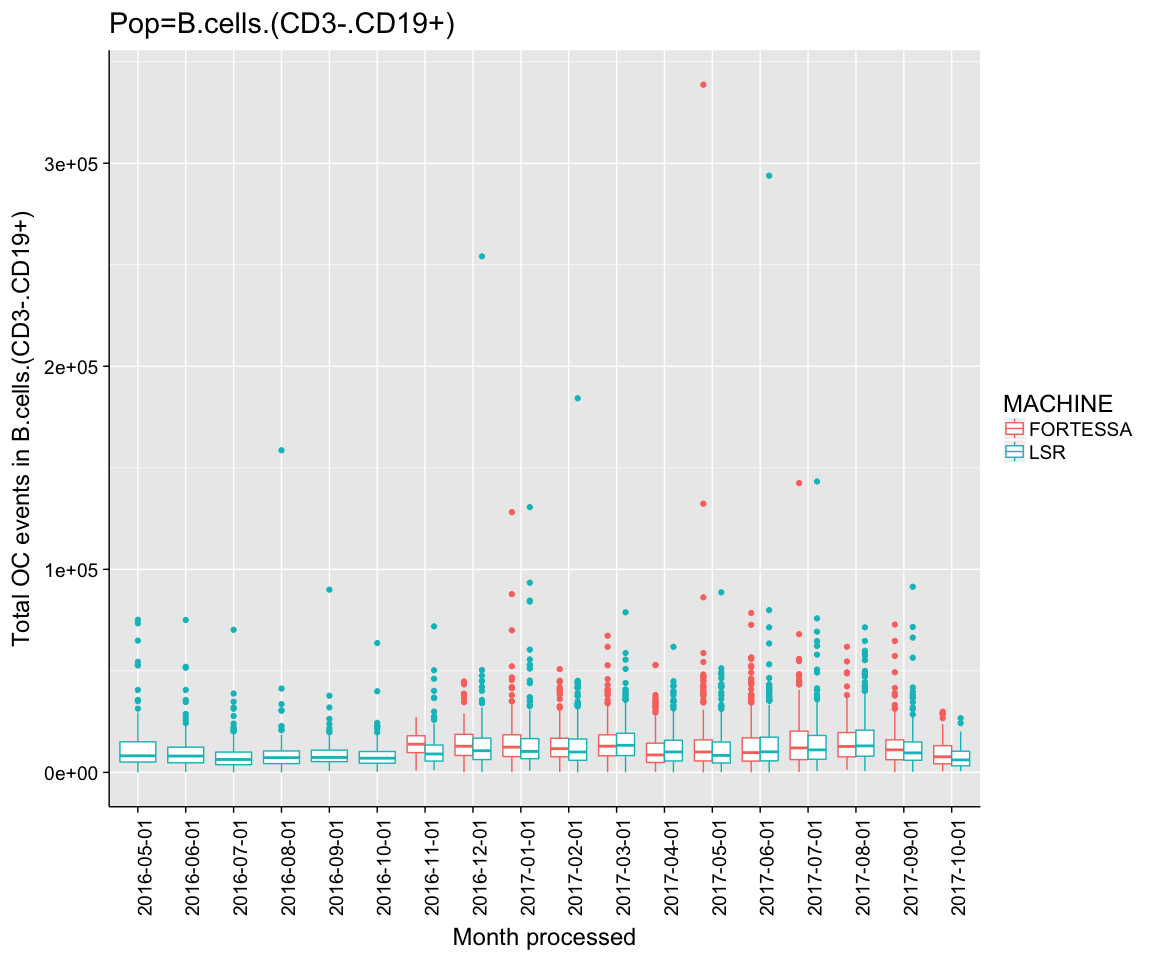 Pop=B.cells.(CD3-.CD19+)
Total OC events in B.cells.(CD3-.CD19+)
3e+05
2e+05
1e+05
0e+00
2016-05-01
2016-06-01
2016-07-01
2016-08-01
2016-09-01
2016-10-01
2016-11-01
2016-12-01
2017-01-01
2017-02-01
2017-03-01
2017-04-01
2017-05-01
2017-06-01
2017-07-01
2017-08-01
2017-09-01
2017-10-01
Month processed
MACHINE
FORTESSA
LSR